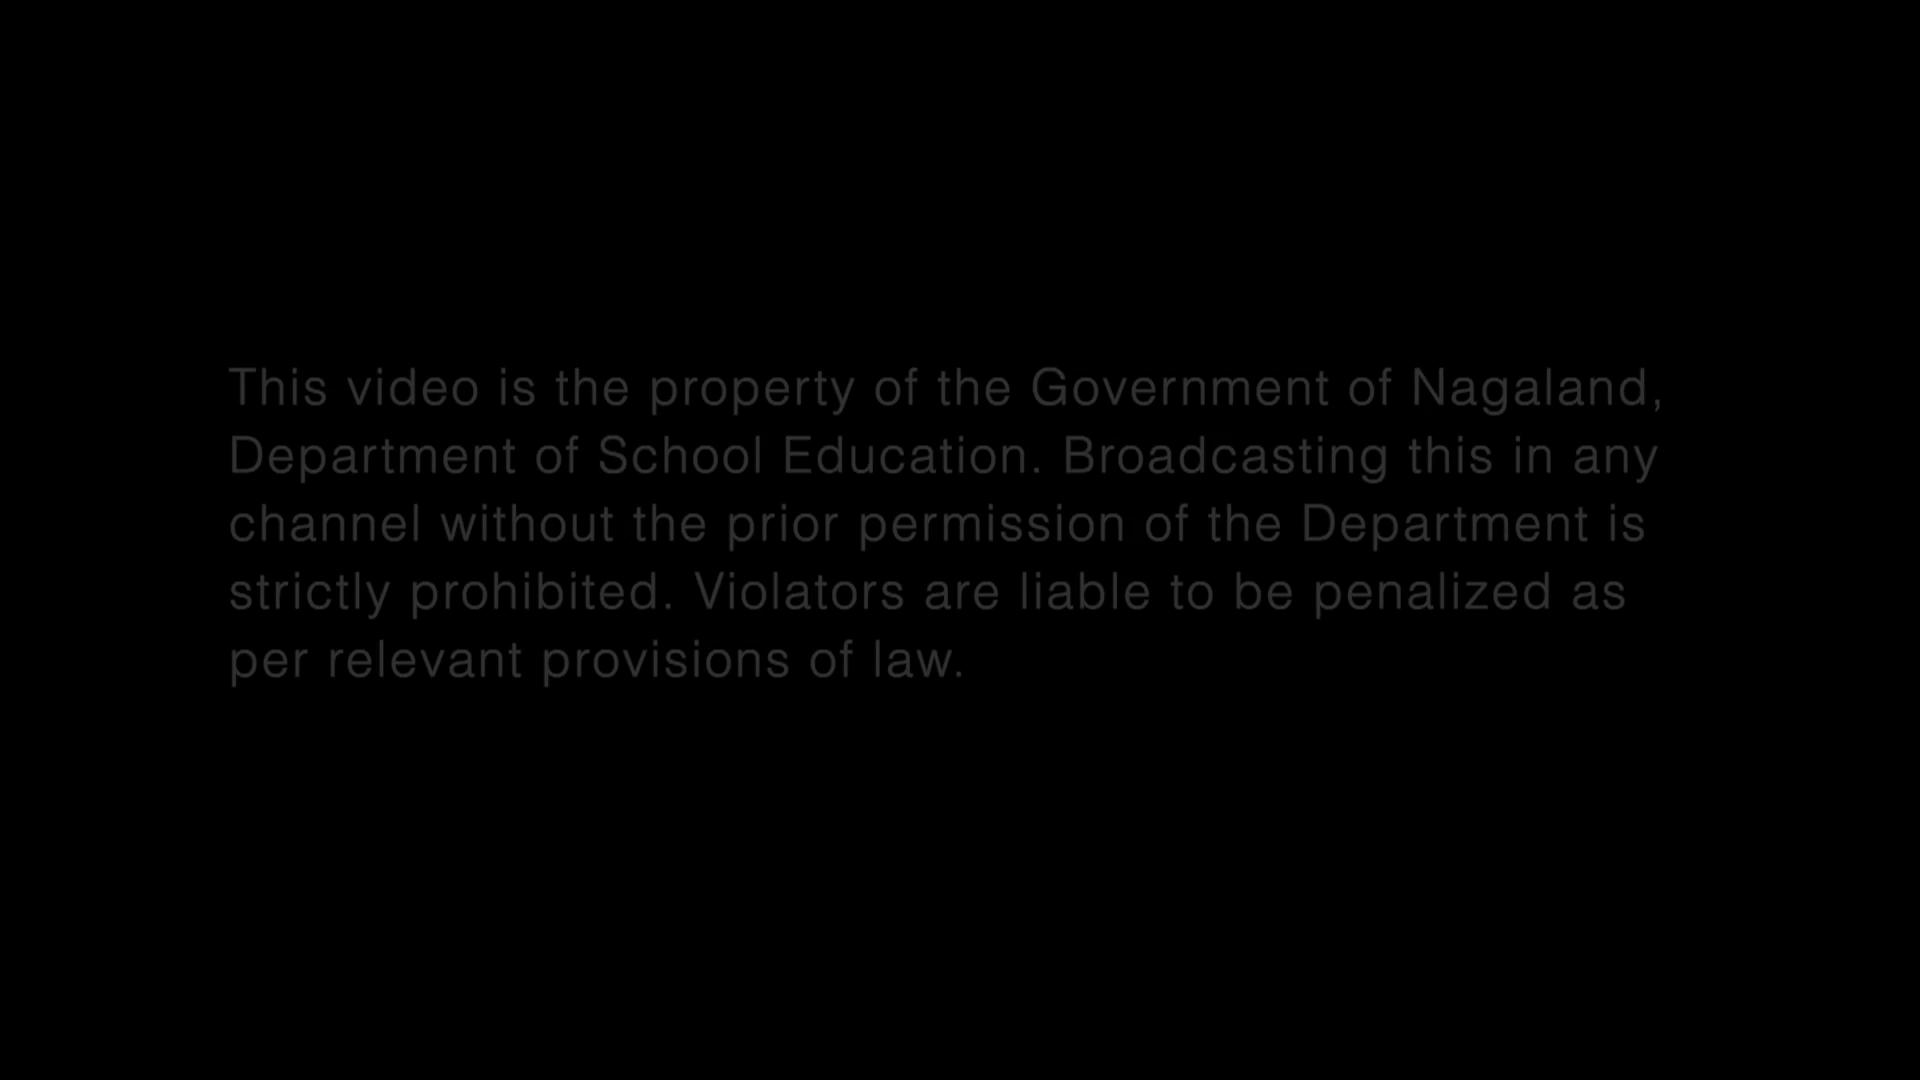 This video is the property of the Government of Nagaland,
Department of School Education. Broadcasting this in any
channel without the prior permission of the Department is
strictly prohibited. Violators are liable to be penalized as
per relevant provisions of law.